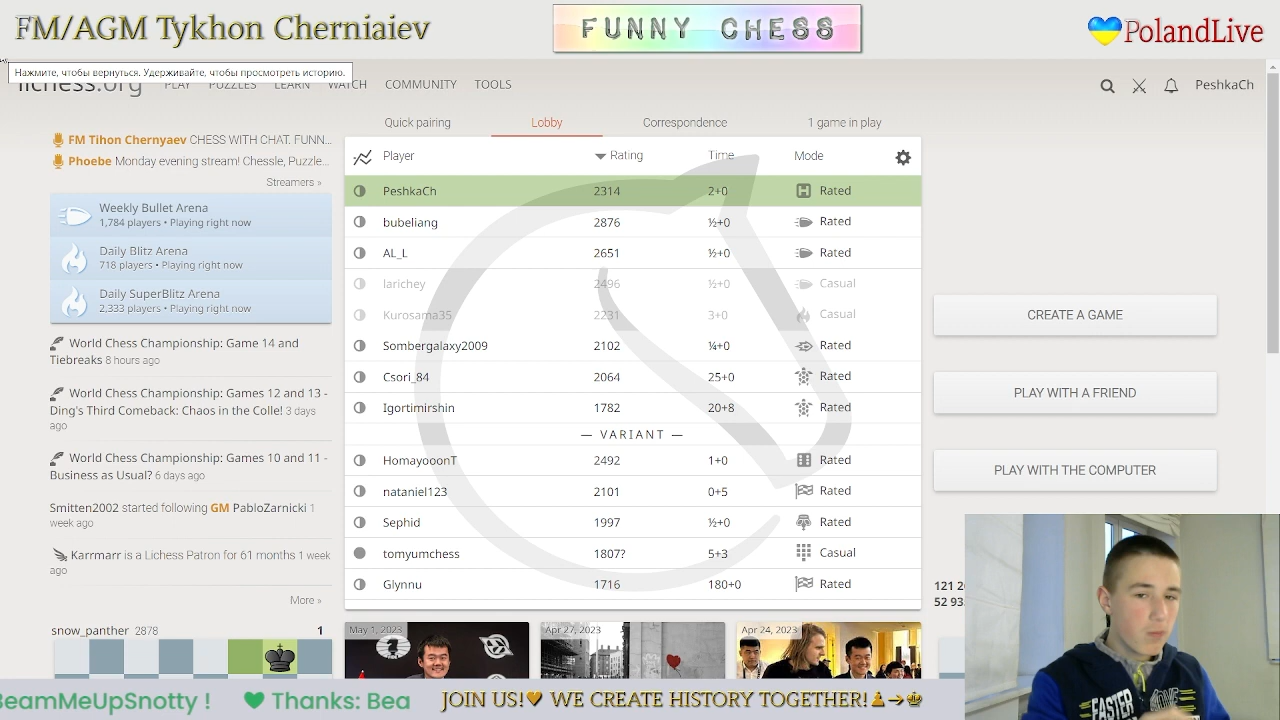 FM/AGM Tykhon Cherniaiev
FUNNY CHESS
PolandLive
Нажмите, чтобы вернуться. Удерживайте, чтобы просмотреть историю.
lichess.org
PLAY PUZZLES LEARN WATCH COMMUNITY TOOLS
PeshkaCh
Quick pairing
Lobby
Correspondence
1 game in play
FM Tihon Chernyaev CHESS WITH CHAT. FUNN...
Phoebe Monday evening stream! Chessle, Puzzle...
Streamers »
Weekly Bullet Arena
1,784 players • Playing right now
Daily Blitz Arena
718 players • Playing right now
Daily SuperBlitz Arena
2,333 players • Playing right now
World Chess Championship: Game 14 and
Tiebreaks 8 hours ago
World Chess Championship: Games 12 and 13 -
Ding's Third Comeback: Chaos in the Colle! 3 days
ago
World Chess Championship: Games 10 and 11 -
Business as Usual? 6 days ago
Smitten2002 started following GM PabloZarnicki 1
week ago
Karmarr is a Lichess Patron for 61 months 1 week
ago
More »
snow_panther 2878 1
Player Rating Time Mode
PeshkaCh 2314 2+0 Rated
bubeliang 2876 ½+0 Rated
AL_L 2651 ½+0 Rated
larichey 2496 ½+0 Casual
Kurosama35 2231 3+0 Casual
Sombergalaxy2009 2102 ¼+0 Rated
Csori_84 2064 25+0 Rated
Igortimirshin 1782 20+8 Rated
— VARIANT —
HomayooonT 2492 1+0 Rated
nataniel123 2101 0+5 Rated
Sephid 1997 ½+0 Rated
tomyumchess 1807? 5+3 Casual
Glynnu 1716 180+0 Rated
CREATE A GAME
PLAY WITH A FRIEND
PLAY WITH THE COMPUTER
121 2
52 93
May 1, 2023
Apr 27, 2023
Apr 24, 2023
FASTER
BeamMeUpSnotty !
Thanks: Bea
JOIN US! WE CREATE HISTORY TOGETHER!